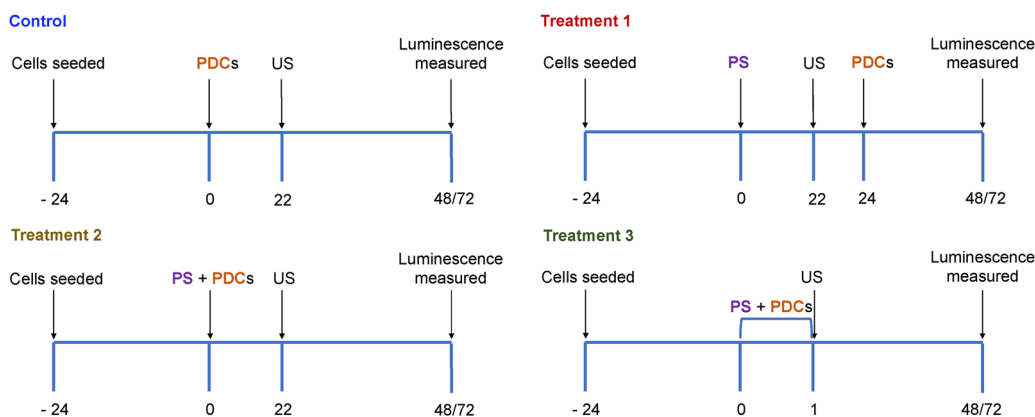 Control
Cells seeded
PDCs
US
Luminescence
measured
- 24
0
22
48/72
Treatment 1
Cells seeded
PS
US
PDCs
Luminescence
measured
- 24
0
22
24
48/72
Treatment 2
Cells seeded
PS + PDCs
US
Luminescence
measured
- 24
0
22
48/72
Treatment 3
Cells seeded
PS + PDCs
US
Luminescence
measured
- 24
0
1
48/72